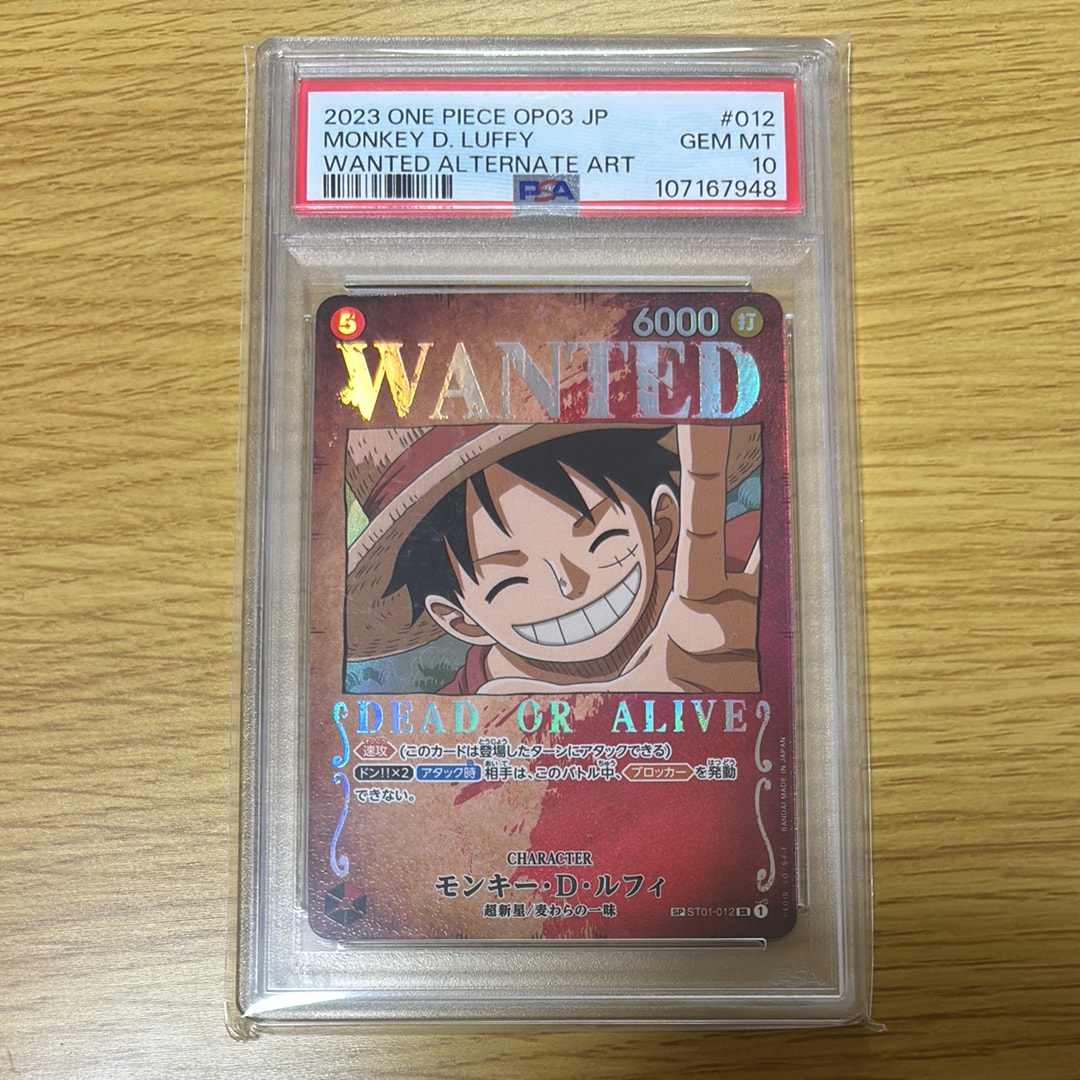 2023 ONE PIECE OP03 JP #012
MONKEY D. LUFFY GEM MT
WANTED ALTERNATE ART 10
PSA 107167948
5 6000 打
WANTED
DEAD OR ALIVE
速攻 (このカードは登場したターンにアタックできる)
ドン!!×2 アタック時 相手は、このバトル中、ブロッカー を発動
できない。
CHARACTER
モンキー・D・ルフィ
超新星/麦わらの一味
SP ST01-012 SR 1
BANDAI MADE IN JAPAN